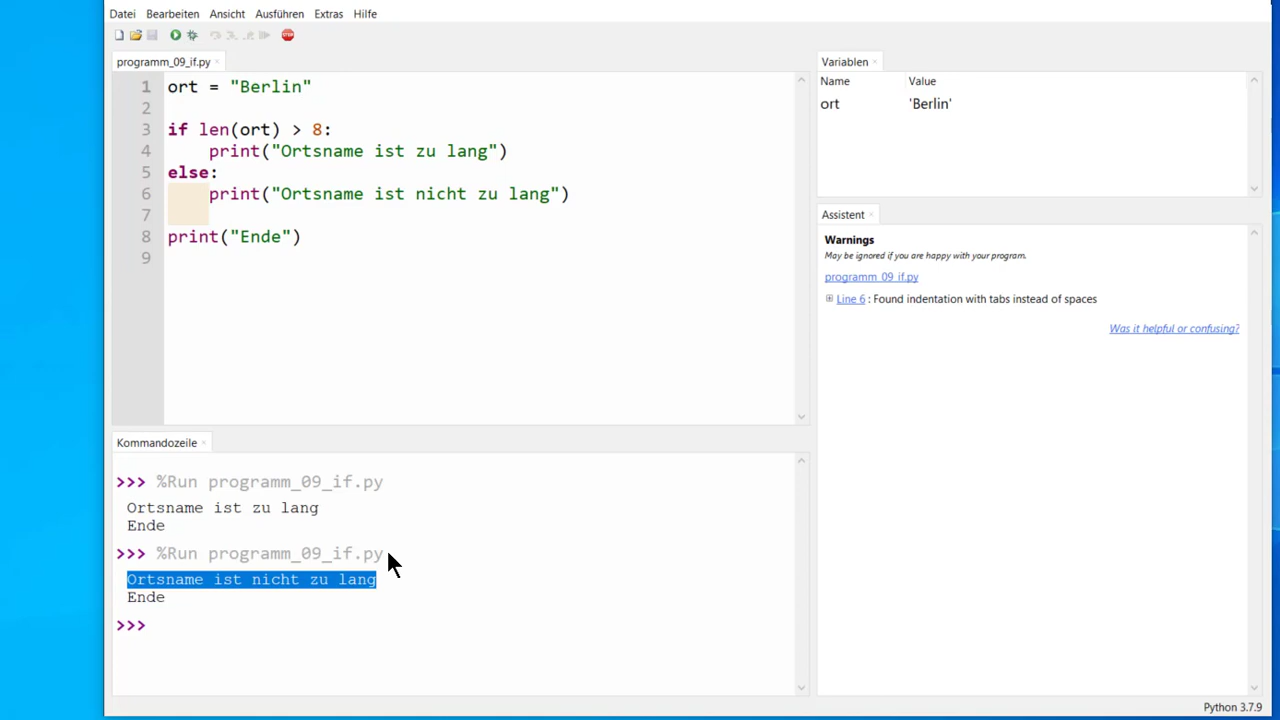 Datei Bearbeiten Ansicht Ausführen Extras Hilfe
STOP
programm_09_if.py
1 ort = "Berlin"
2
3 if len(ort) > 8:
4 print("Ortsname ist zu lang")
5 else:
6 print("Ortsname ist nicht zu lang")
7
8 print("Ende")
9
Variablen
Name Value
ort 'Berlin'
Assistent
Warnings
May be ignored if you are happy with your program.
programm_09_if.py
Line 6 : Found indentation with tabs instead of spaces
Was it helpful or confusing?
Kommandozeile
>>> %Run programm_09_if.py
Ortsname ist zu lang
Ende
>>> %Run programm_09_if.py
Ortsname ist nicht zu lang
Ende
>>>
Python 3.7.9